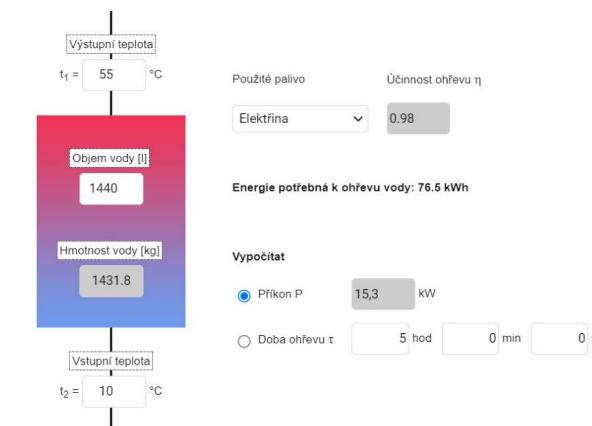 Výstupní teplota
t₁ = 55 °C
Použité palivo Účinnost ohřevu η
Elektřina 0.98
Objem vody [l]
1440
Energie potřebná k ohřevu vody: 76.5 kWh
Hmotnost vody [kg]
1431.8
Vypočítat
Příkon P 15,3 kW
Doba ohřevu τ 5 hod 0 min 0
Vstupní teplota
t₂ = 10 °C